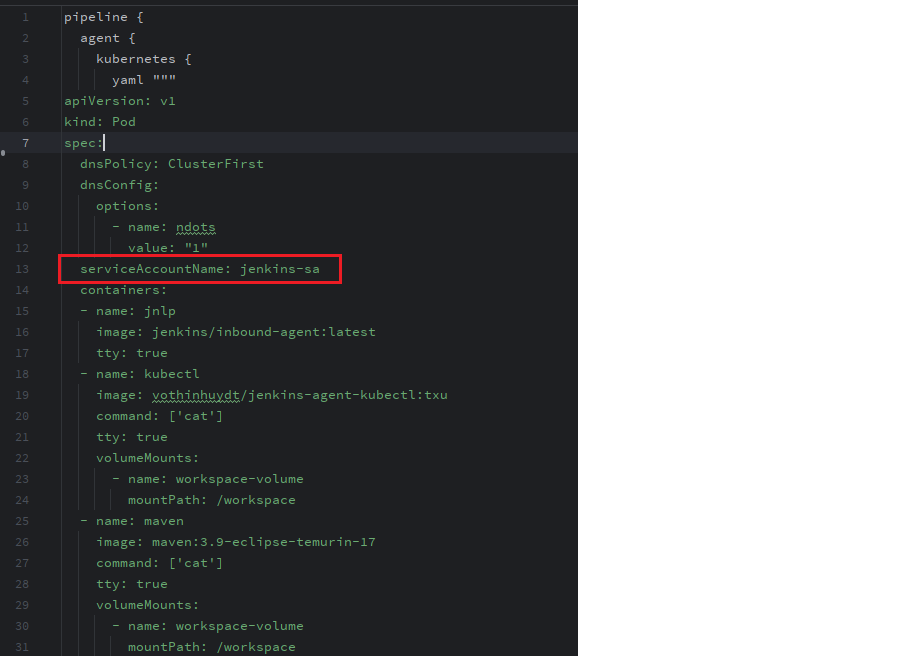 1 pipeline {
2 agent {
3 kubernetes {
4 yaml """
5 apiVersion: v1
6 kind: Pod
7 spec:
8 dnsPolicy: ClusterFirst
9 dnsConfig:
10 options:
11 - name: ndots
12 value: "1"
13 serviceAccountName: jenkins-sa
14 containers:
15 - name: jnlp
16 image: jenkins/inbound-agent:latest
17 tty: true
18 - name: kubectl
19 image: vothinhuydt/jenkins-agent-kubectl:txu
20 command: ['cat']
21 tty: true
22 volumeMounts:
23 - name: workspace-volume
24 mountPath: /workspace
25 - name: maven
26 image: maven:3.9-eclipse-temurin-17
27 command: ['cat']
28 tty: true
29 volumeMounts:
30 - name: workspace-volume
31 mountPath: /workspace